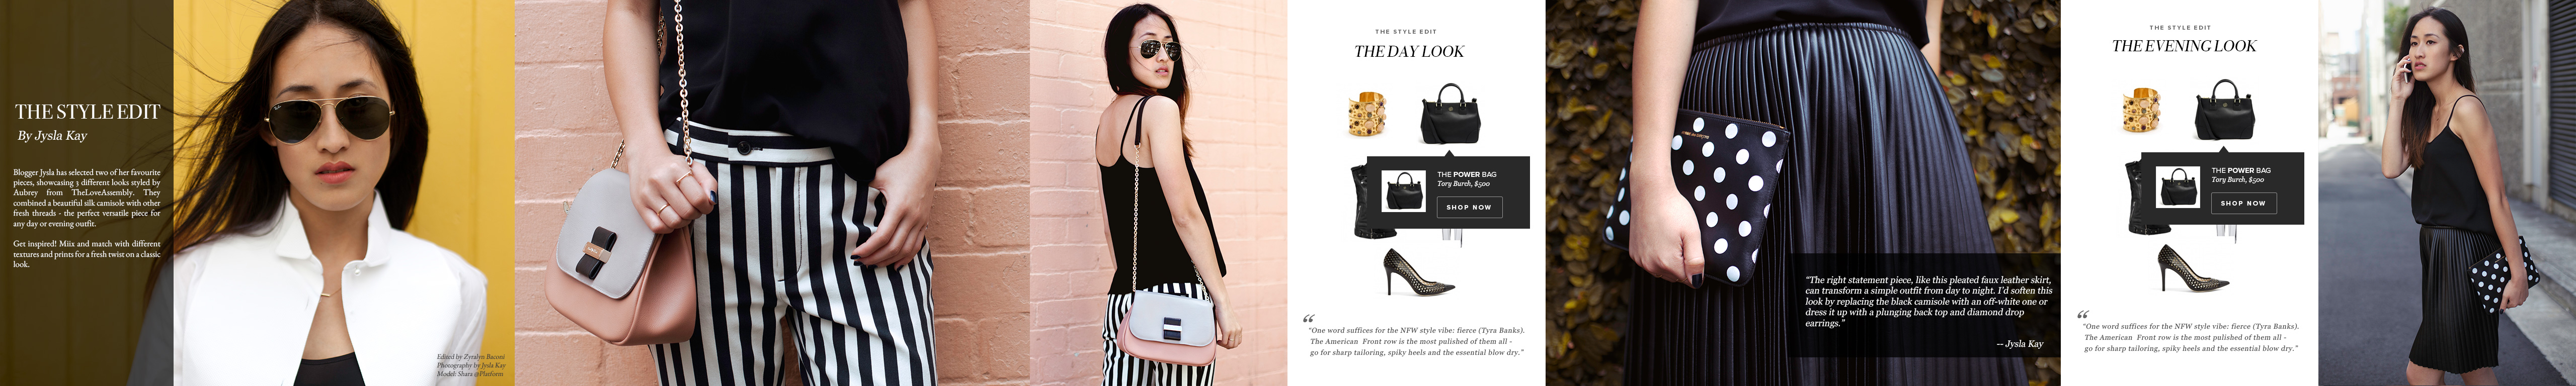 THE STYLE EDIT
By Jysla Kay
Blogger Jysla has selected two of her favourite
pieces, showcasing 3 different looks styled by
Aubrey from TheLoveAssembly. They
combined a beautiful silk camisole with other
fresh threads - the perfect versatile piece for
any day or evening outfit.
Get inspired! Miix and match with different
textures and prints for a fresh twist on a classic
look.
Edited by Zyralyn Bacani
Photography by Jysla Kay
Model: Shara @Platform
THE STYLE EDIT
THE DAY LOOK
THE POWER BAG
Tory Burch, $500
SHOP NOW
“
"One word suffices for the NFW style vibe: fierce (Tyra Banks).
The American Front row is the most pulished of them all -
go for sharp tailoring, spiky heels and the essential blow dry."
"The right statement piece, like this pleated faux leather skirt,
can transform a simple outfit from day to night. I'd soften this
look by replacing the black camisole with an off-white one or
dress it up with a plunging back top and diamond drop
earrings."
-- Jysla Kay
THE STYLE EDIT
THE EVENING LOOK
THE POWER BAG
Tory Burch, $500
SHOP NOW
“
"One word suffices for the NFW style vibe: fierce (Tyra Banks).
The American Front row is the most pulished of them all -
go for sharp tailoring, spiky heels and the essential blow dry."